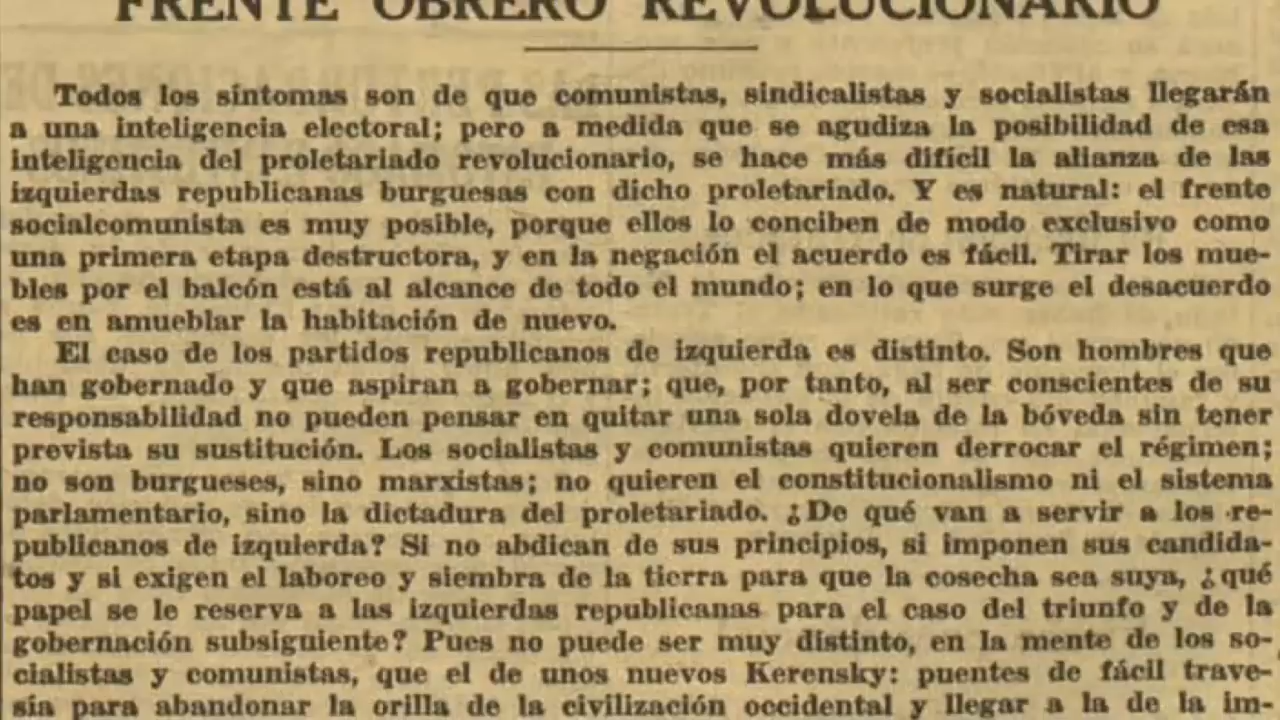 FRENTE OBRERO REVOLUCIONARIO
Todos los síntomas son de que comunistas, sindicalistas y socialistas llegarán
a una inteligencia electoral; pero a medida que se agudiza la posibilidad de esa
inteligencia del proletariado revolucionario, se hace más difícil la alianza de las
izquierdas republicanas burguesas con dicho proletariado. Y es natural: el frente
socialcomunista es muy posible, porque ellos lo conciben de modo exclusivo como
una primera etapa destructora, y en la negación el acuerdo es fácil. Tirar los mue-
bles por el balcón está al alcance de todo el mundo; en lo que surge el desacuerdo
es en amueblar la habitación de nuevo.
El caso de los partidos republicanos de izquierda es distinto. Son hombres que
han gobernado y que aspiran a gobernar; que, por tanto, al ser conscientes de su
responsabilidad no pueden pensar en quitar una sola dovela de la bóveda sin tener
prevista su sustitución. Los socialistas y comunistas quieren derrocar el régimen;
no son burgueses, sino marxistas; no quieren el constitucionalismo ni el sistema
parlamentario, sino la dictadura del proletariado. ¿De qué van a servir a los re-
publicanos de izquierda? Si no abdican de sus principios, si imponen sus candida-
tos y si exigen el laboreo y siembra de la tierra para que la cosecha sea suya, ¿qué
papel se le reserva a las izquierdas republicanas para el caso del triunfo y de la
gobernación subsiguiente? Pues no puede ser muy distinto, en la mente de los so-
cialistas y comunistas, que el de unos nuevos Kerensky: puentes de fácil trave-
sía para abandonar la orilla de la civilización occidental y llegar a la de la im-